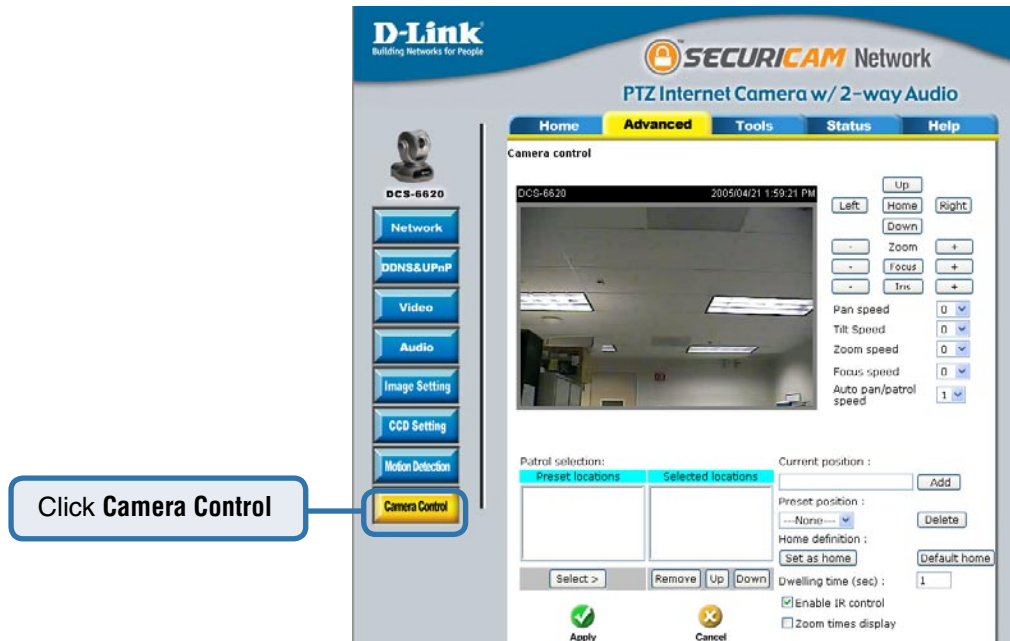 D-Link
Building Networks for People
SECURICAM Network
PTZ Internet Camera w/ 2-way Audio
Home Advanced Tools Status Help
DCS-6620
Network
DDNS&UPnP
Video
Audio
Image Setting
CCD Setting
Motion Detection
Camera Control
Click Camera Control
Camera control
DCS-6620 2005/04/21 1:59:21 PM
Up
Left Home Right
Down
- Zoom +
- Focus +
- Iris +
Pan speed 0
Tilt Speed 0
Zoom speed 0
Focus speed 0
Auto pan/patrol speed 1
Patrol selection:
Preset locations Selected locations
Select > Remove Up Down
Current position :
Add
Preset position :
---None--- Delete
Home definition :
Set as home Default home
Dwelling time (sec) : 1
Enable IR control
Zoom times display
Apply Cancel